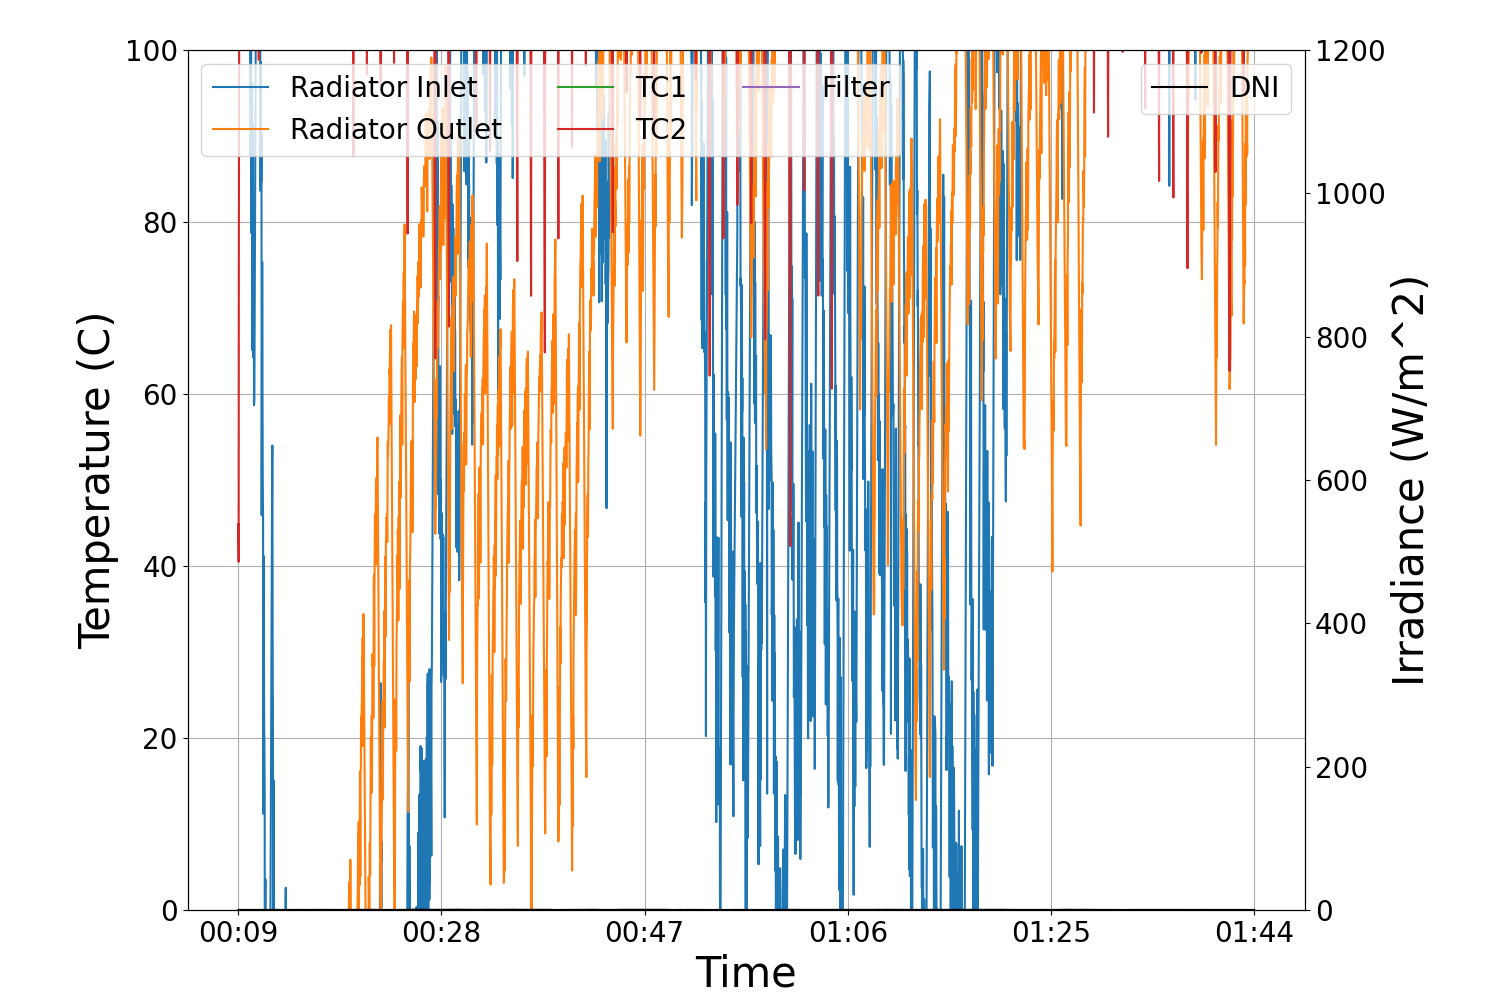 100
80
60
40
20
0
Temperature (C)
Radiator Inlet
Radiator Outlet
TC1
TC2
Filter
DNI
1200
1000
800
600
400
200
0
Irradiance (W/m^2)
00:09 00:28 00:47 01:06 01:25 01:44
Time